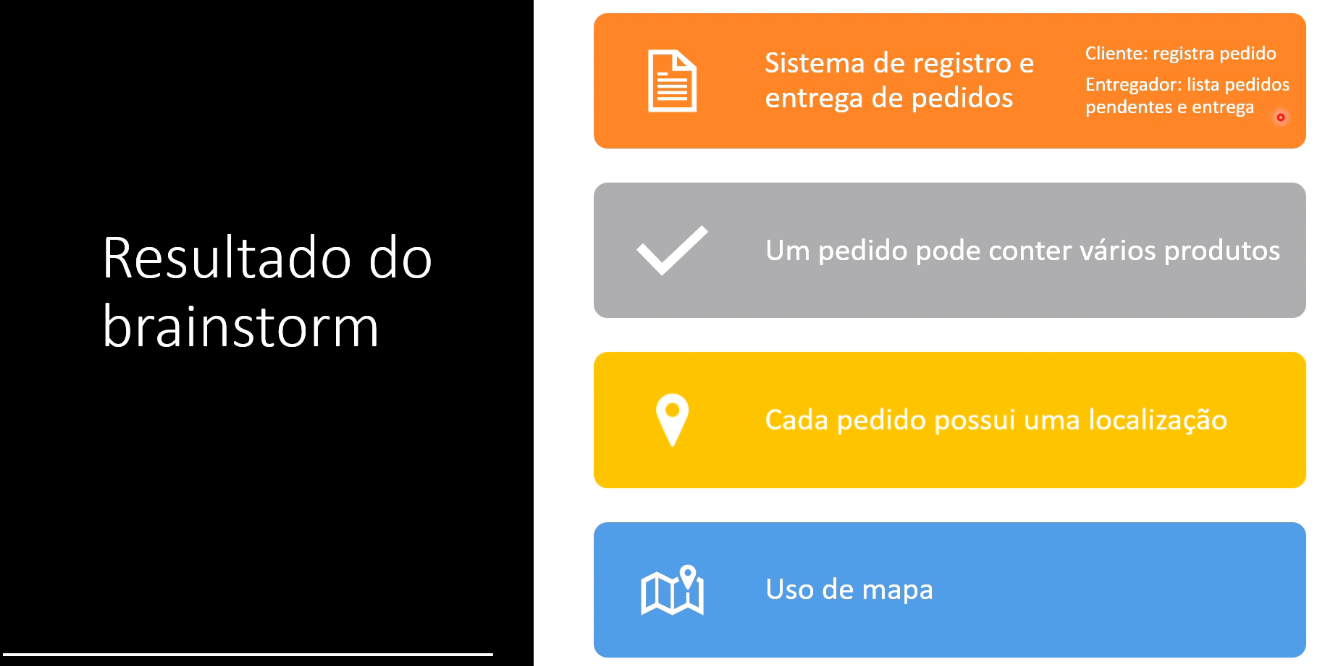 Resultado do
brainstorm
Sistema de registro e
entrega de pedidos
Cliente: registra pedido
Entregador: lista pedidos
pendentes e entrega
Um pedido pode conter vários produtos
Cada pedido possui uma localização
Uso de mapa